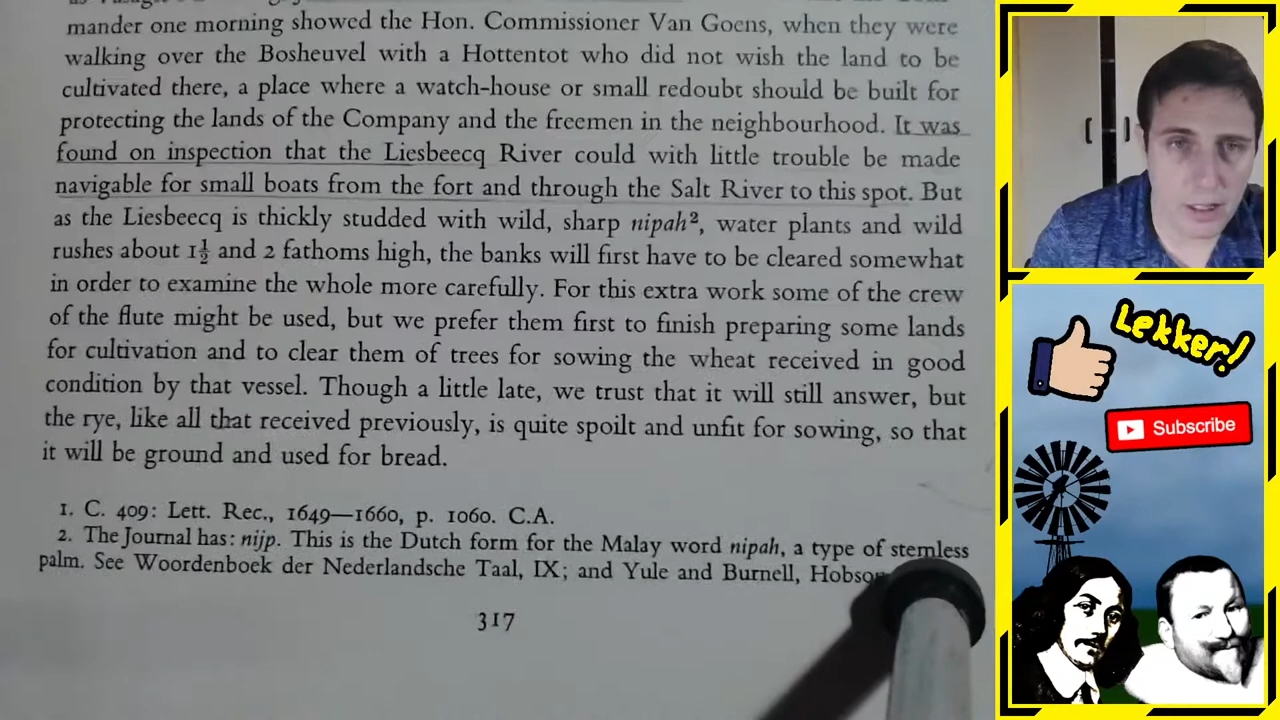 mander one morning showed the Hon. Commissioner Van Goens, when they were
walking over the Bosheuvel with a Hottentot who did not wish the land to be
cultivated there, a place where a watch-house or small redoubt should be built for
protecting the lands of the Company and the freemen in the neighbourhood. It was
found on inspection that the Liesbeecq River could with little trouble be made
navigable for small boats from the fort and through the Salt River to this spot. But
as the Liesbeecq is thickly studded with wild, sharp nipah², water plants and wild
rushes about 1½ and 2 fathoms high, the banks will first have to be cleared somewhat
in order to examine the whole more carefully. For this extra work some of the crew
of the flute might be used, but we prefer them first to finish preparing some lands
for cultivation and to clear them of trees for sowing the wheat received in good
condition by that vessel. Though a little late, we trust that it will still answer, but
the rye, like all that received previously, is quite spoilt and unfit for sowing, so that
it will be ground and used for bread.
1. C. 409: Lett. Rec., 1649—1660, p. 1060. C.A.
2. The Journal has: nijp. This is the Dutch form for the Malay word nipah, a type of stemless
palm. See Woordenboek der Nederlandsche Taal, IX; and Yule and Burnell,
317
Lekker!
Subscribe